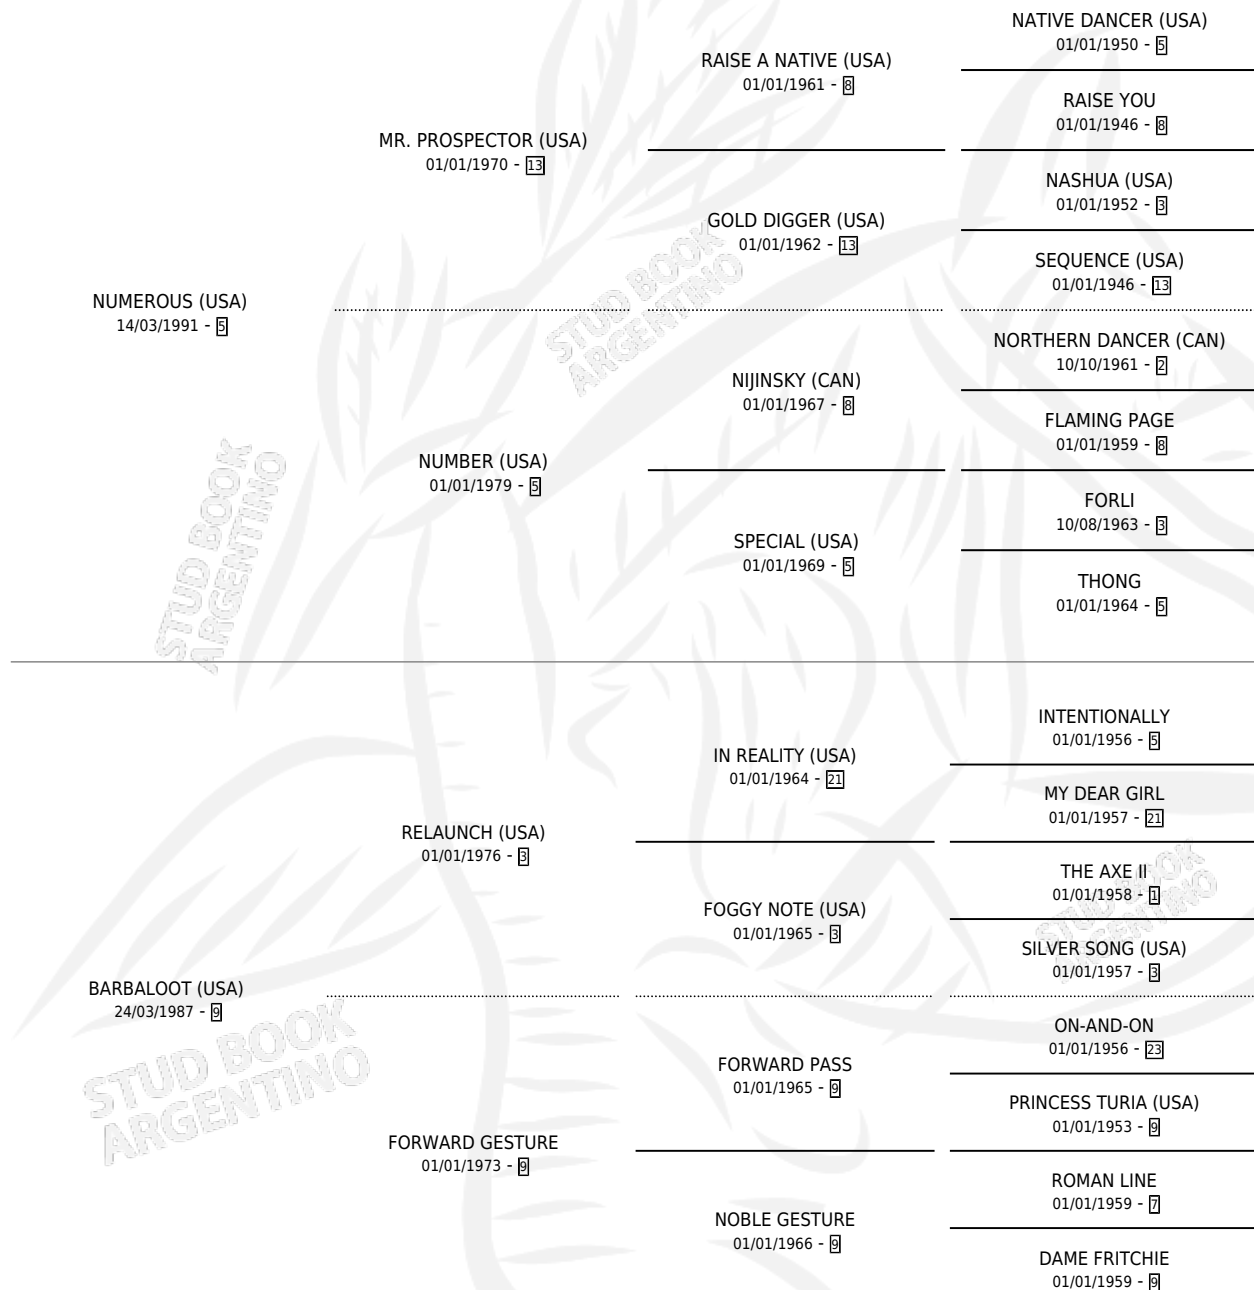 NATIVE DANCER (USA)
01/01/1950 - 5
RAISE A NATIVE (USA)
01/01/1961 - 8
RAISE YOU
01/01/1946 - 8
MR. PROSPECTOR (USA)
01/01/1970 - 13
NASHUA (USA)
01/01/1952 - 3
GOLD DIGGER (USA)
01/01/1962 - 13
SEQUENCE (USA)
01/01/1946 - 13
NUMEROUS (USA)
14/03/1991 - 5
STUD BOOK
ARGENTINO
NORTHERN DANCER (CAN)
10/10/1961 - 2
NIJINSKY (CAN)
01/01/1967 - 8
FLAMING PAGE
01/01/1959 - 8
NUMBER (USA)
01/01/1979 - 5
FORLI
10/08/1963 - 3
SPECIAL (USA)
01/01/1969 - 5
THONG
01/01/1964 - 5
STUD BOOK
ARGENTINO
INTENTIONALLY
01/01/1956 - 5
IN REALITY (USA)
01/01/1964 - 21
MY DEAR GIRL
01/01/1957 - 21
RELAUNCH (USA)
01/01/1976 - 3
THE AXE II
01/01/1958 - 1
FOGGY NOTE (USA)
01/01/1965 - 3
STUD BOOK
ARGENTINO
SILVER SONG (USA)
01/01/1957 - 3
BARBALOOT (USA)
24/03/1987 - 9
ON-AND-ON
01/01/1956 - 23
FORWARD PASS
01/01/1965 - 9
STUD BOOK
ARGENTINO
PRINCESS TURIA (USA)
01/01/1953 - 9
FORWARD GESTURE
01/01/1973 - 9
ROMAN LINE
01/01/1959 - 7
NOBLE GESTURE
01/01/1966 - 9
DAME FRITCHIE
01/01/1959 - 9